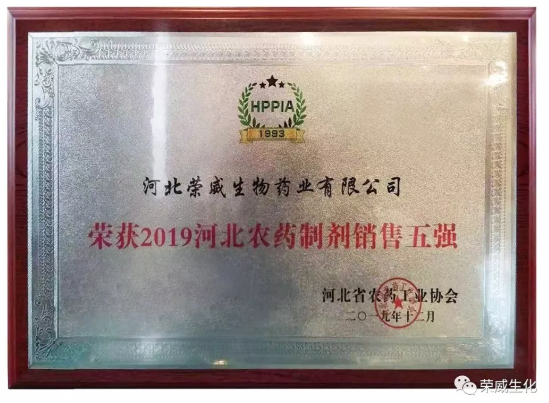 HPPIA
1993
河北荣威生物药业有限公司
荣获2019河北农药制剂销售五强
河北省农药工业协会
二〇一九年十二月
荣威生化